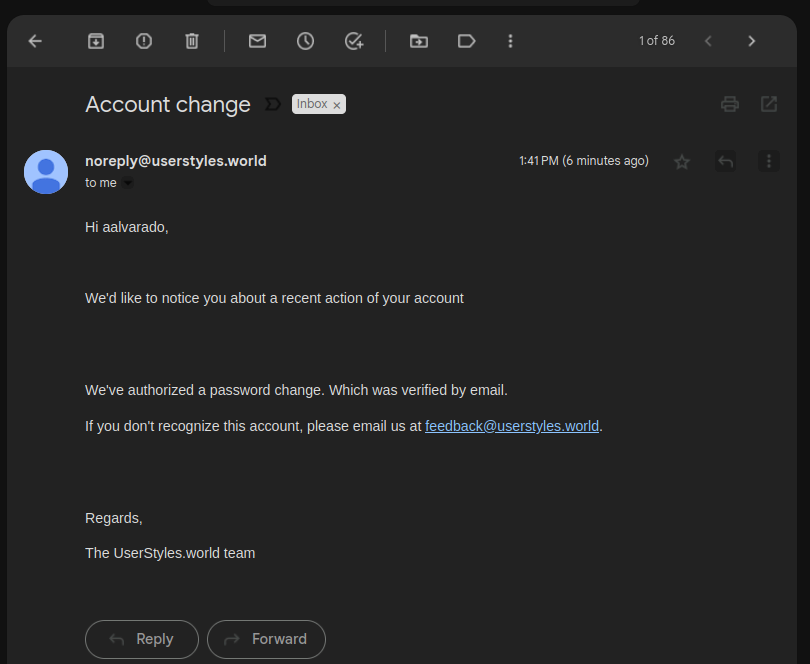 1 of 86
Account change Inbox ×
noreply@userstyles.world 1:41 PM (6 minutes ago)
to me
Hi aalvarado,
We'd like to notice you about a recent action of your account
We've authorized a password change. Which was verified by email.
If you don't recognize this account, please email us at feedback@userstyles.world.
Regards,
The UserStyles.world team
Reply Forward